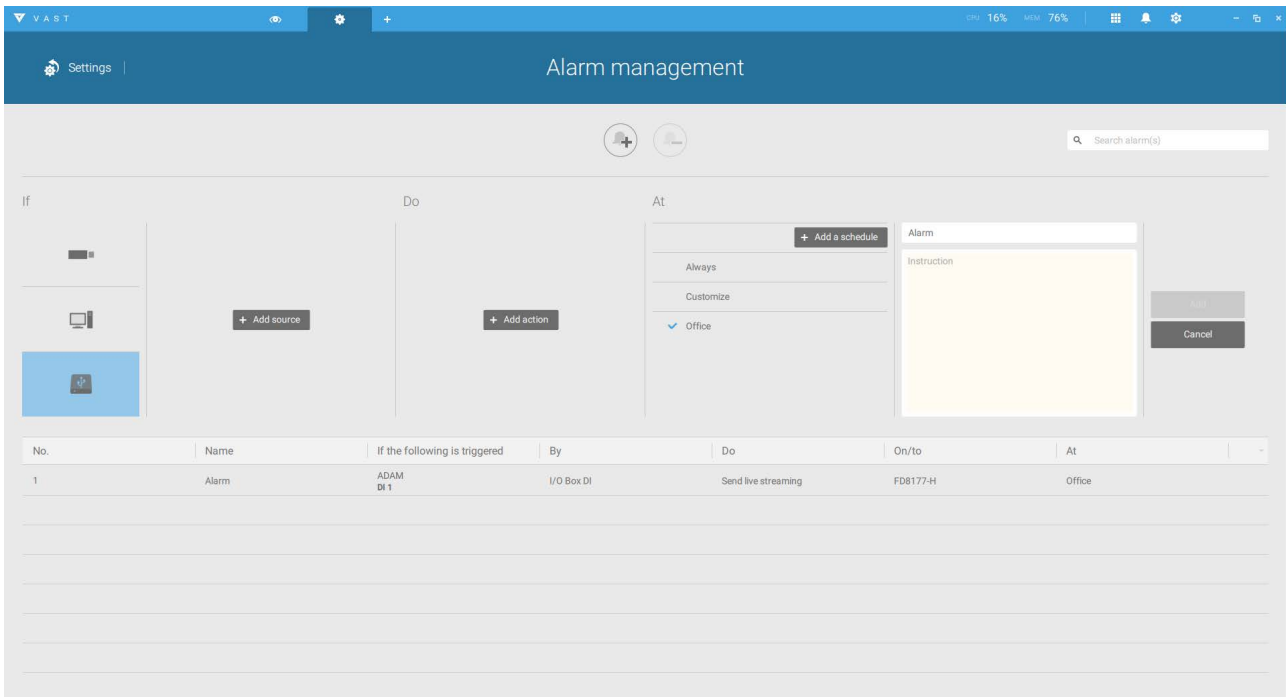 VAST CPU 16% MEM 76%
Settings
Alarm management
Search alarm(s)
If Do At
+ Add a schedule
Alarm
Instruction
Always
Customize
Office
+ Add source
+ Add action
Add
Cancel
No. Name If the following is triggered By Do On/to At
1 Alarm ADAM I/O Box DI Send live streaming FD8177-H Office
DI 1